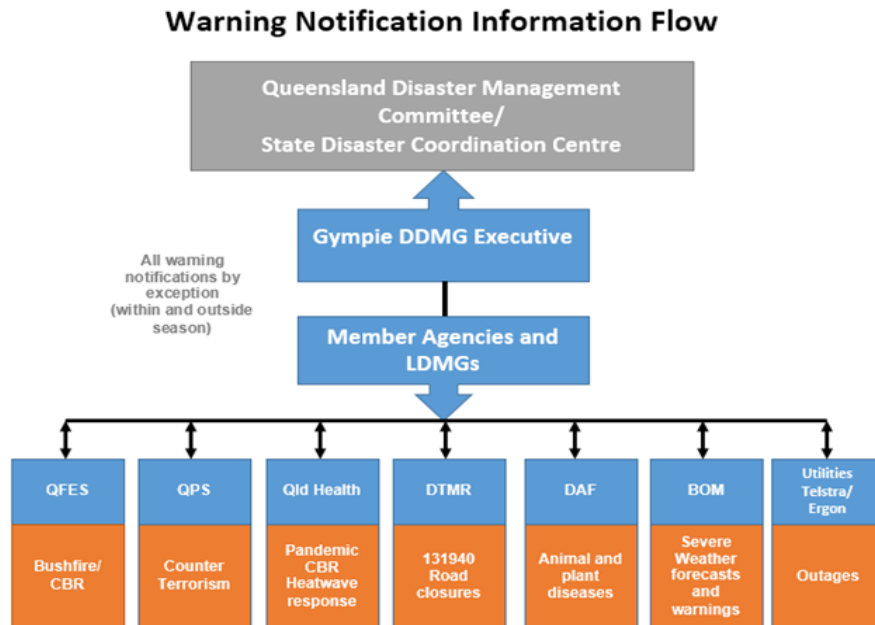 Warning Notification Information Flow
Queensland Disaster Management
Committee/
State Disaster Coordination Centre
Gympie DDMG Executive
All warning
notifications by
exception
(within and outside
season)
Member Agencies and
LDMGs
QFES
QPS
Qld Health
DTMR
DAF
BOM
Utilities
Telstra/
Ergon
Bushfire/
CBR
Counter
Terrorism
Pandemic
CBR
Heatwave
response
131940
Road
closures
Animal and
plant
diseases
Severe
Weather
forecasts
and
warnings
Outages